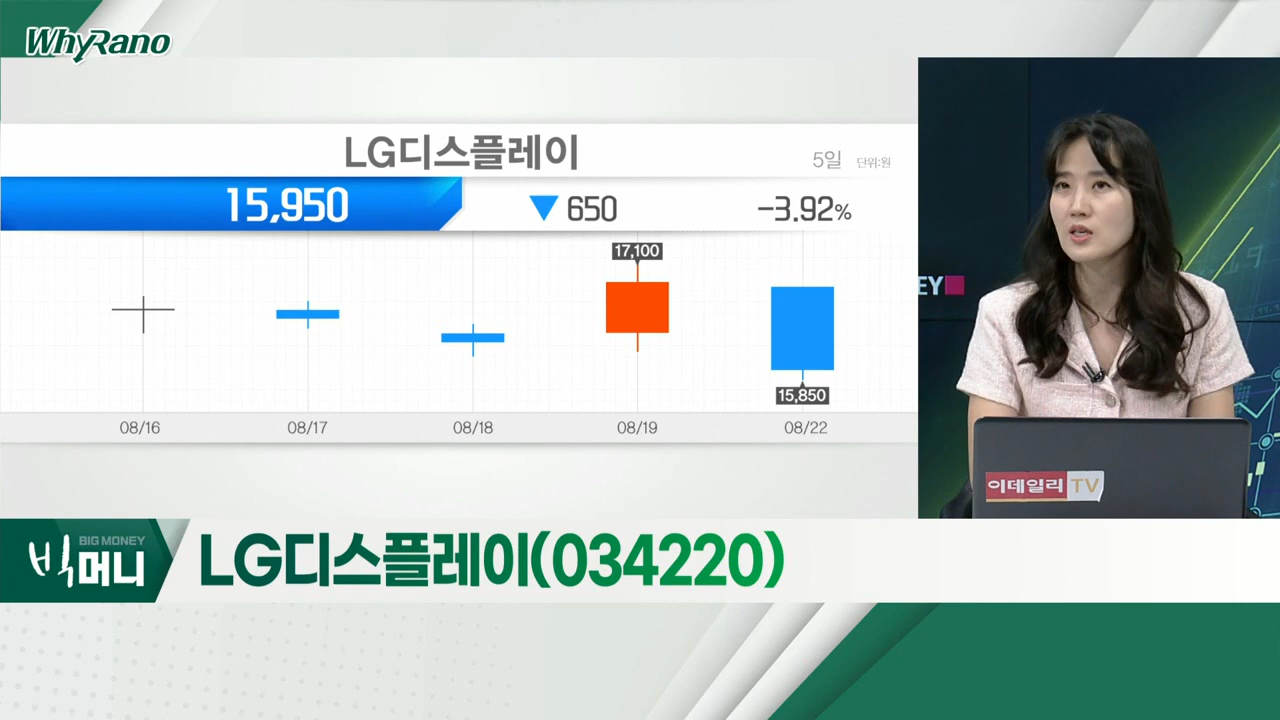 WhyRano
LG디스플레이
5일 단위:원
15,950 ▼ 650 -3.92%
17,100
15,850
08/16 08/17 08/18 08/19 08/22
EY
이데일리 TV
BIG MONEY
빅머니
LG디스플레이(034220)